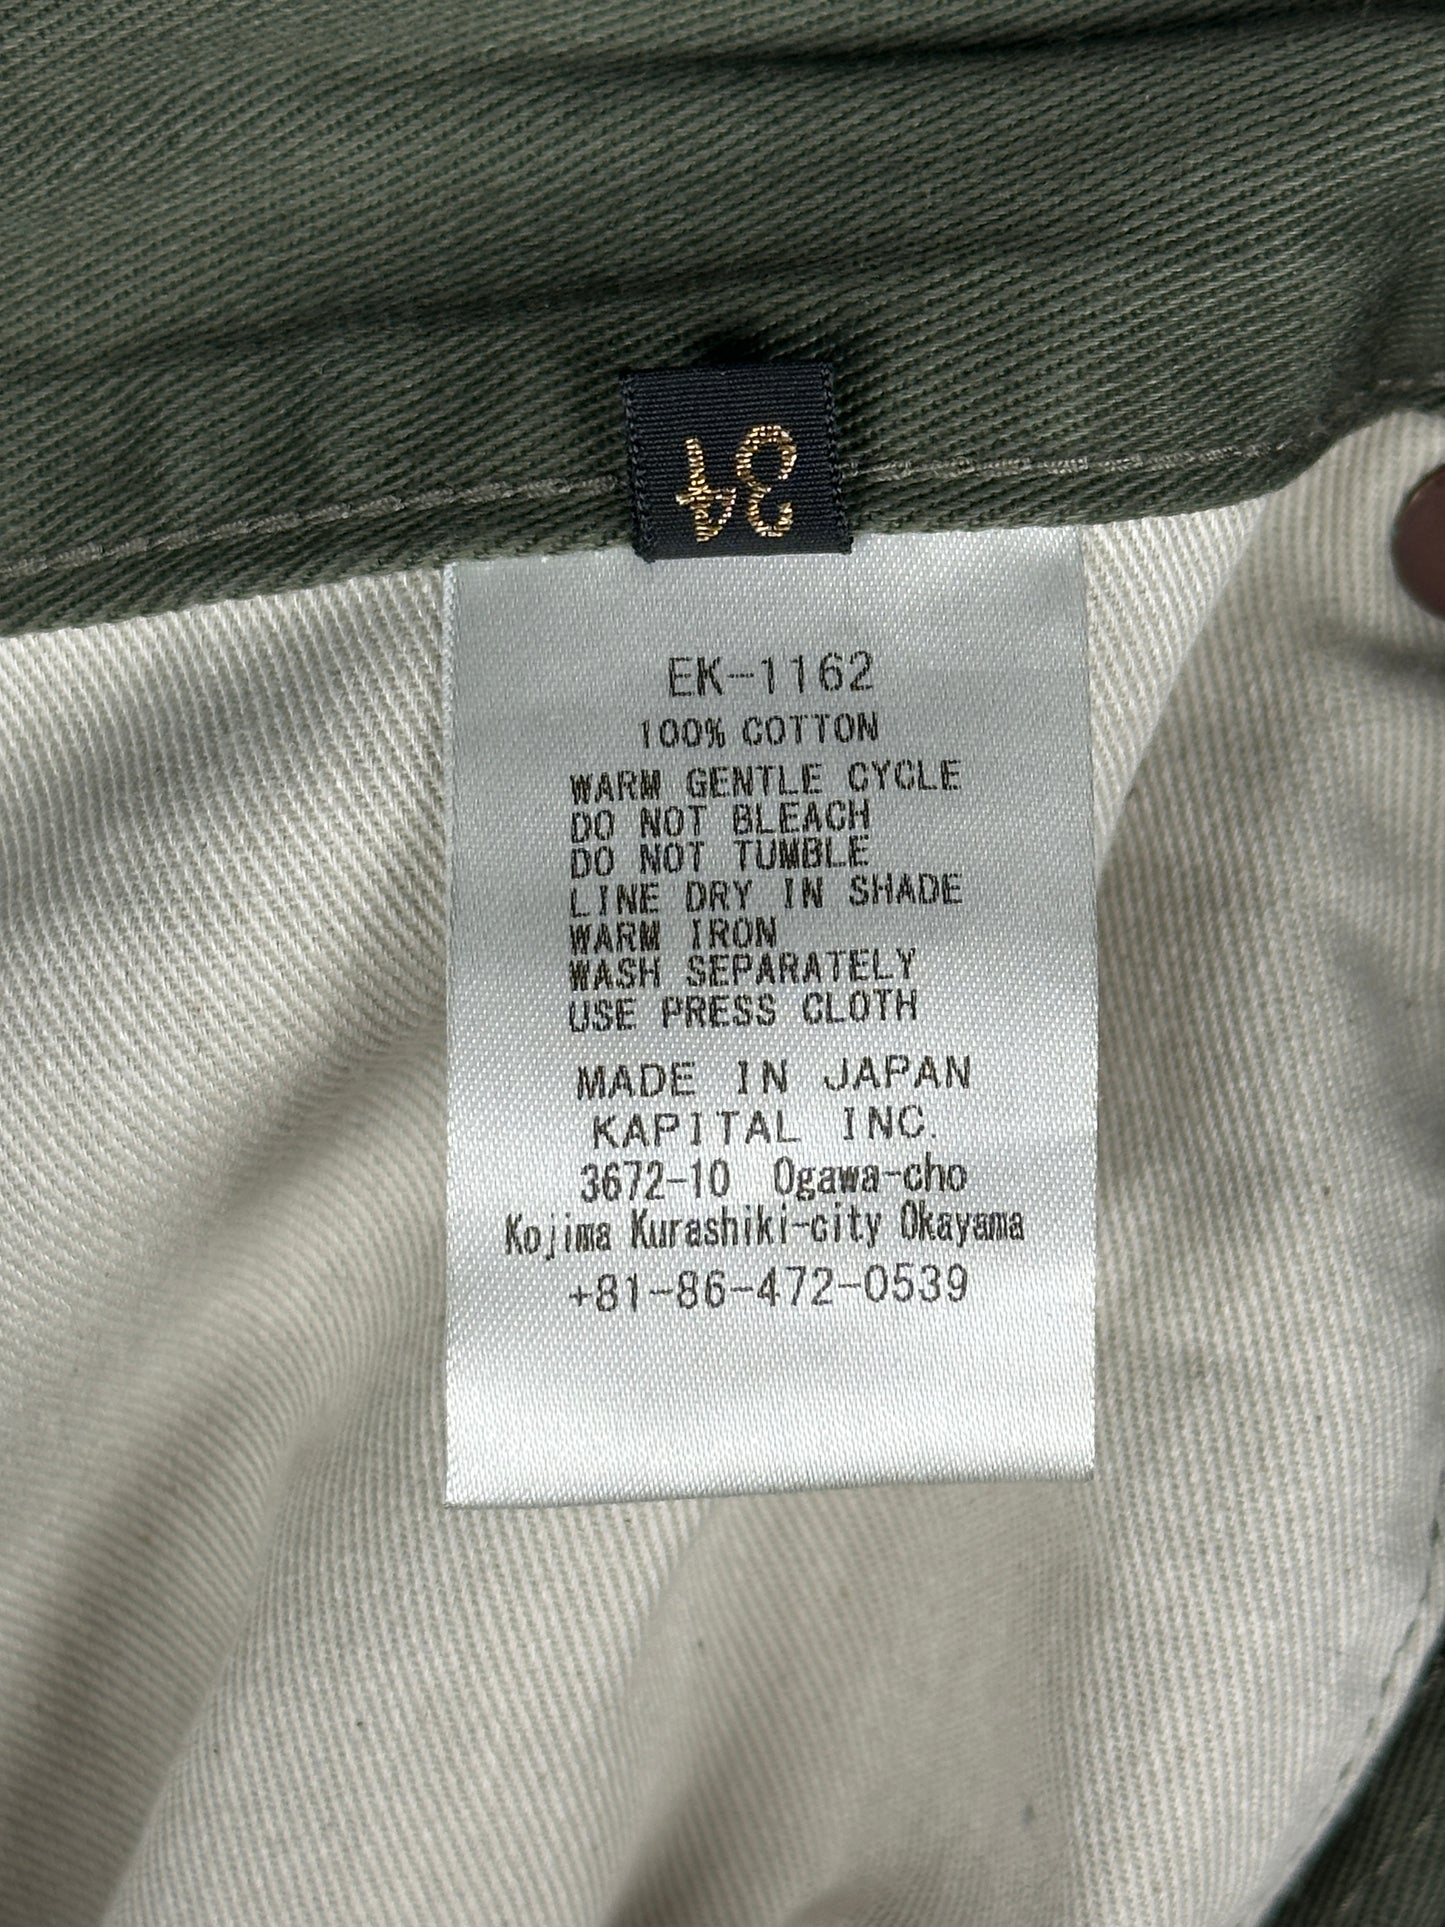 34
EK-1162
100% COTTON
WARM GENTLE CYCLE
DO NOT BLEACH
DO NOT TUMBLE
LINE DRY IN SHADE
WARM IRON
WASH SEPARATELY
USE PRESS CLOTH
MADE IN JAPAN
KAPITAL INC.
3672-10 Ogawa-cho
Kojima Kurashiki-city Okayama
+81-86-472-0539